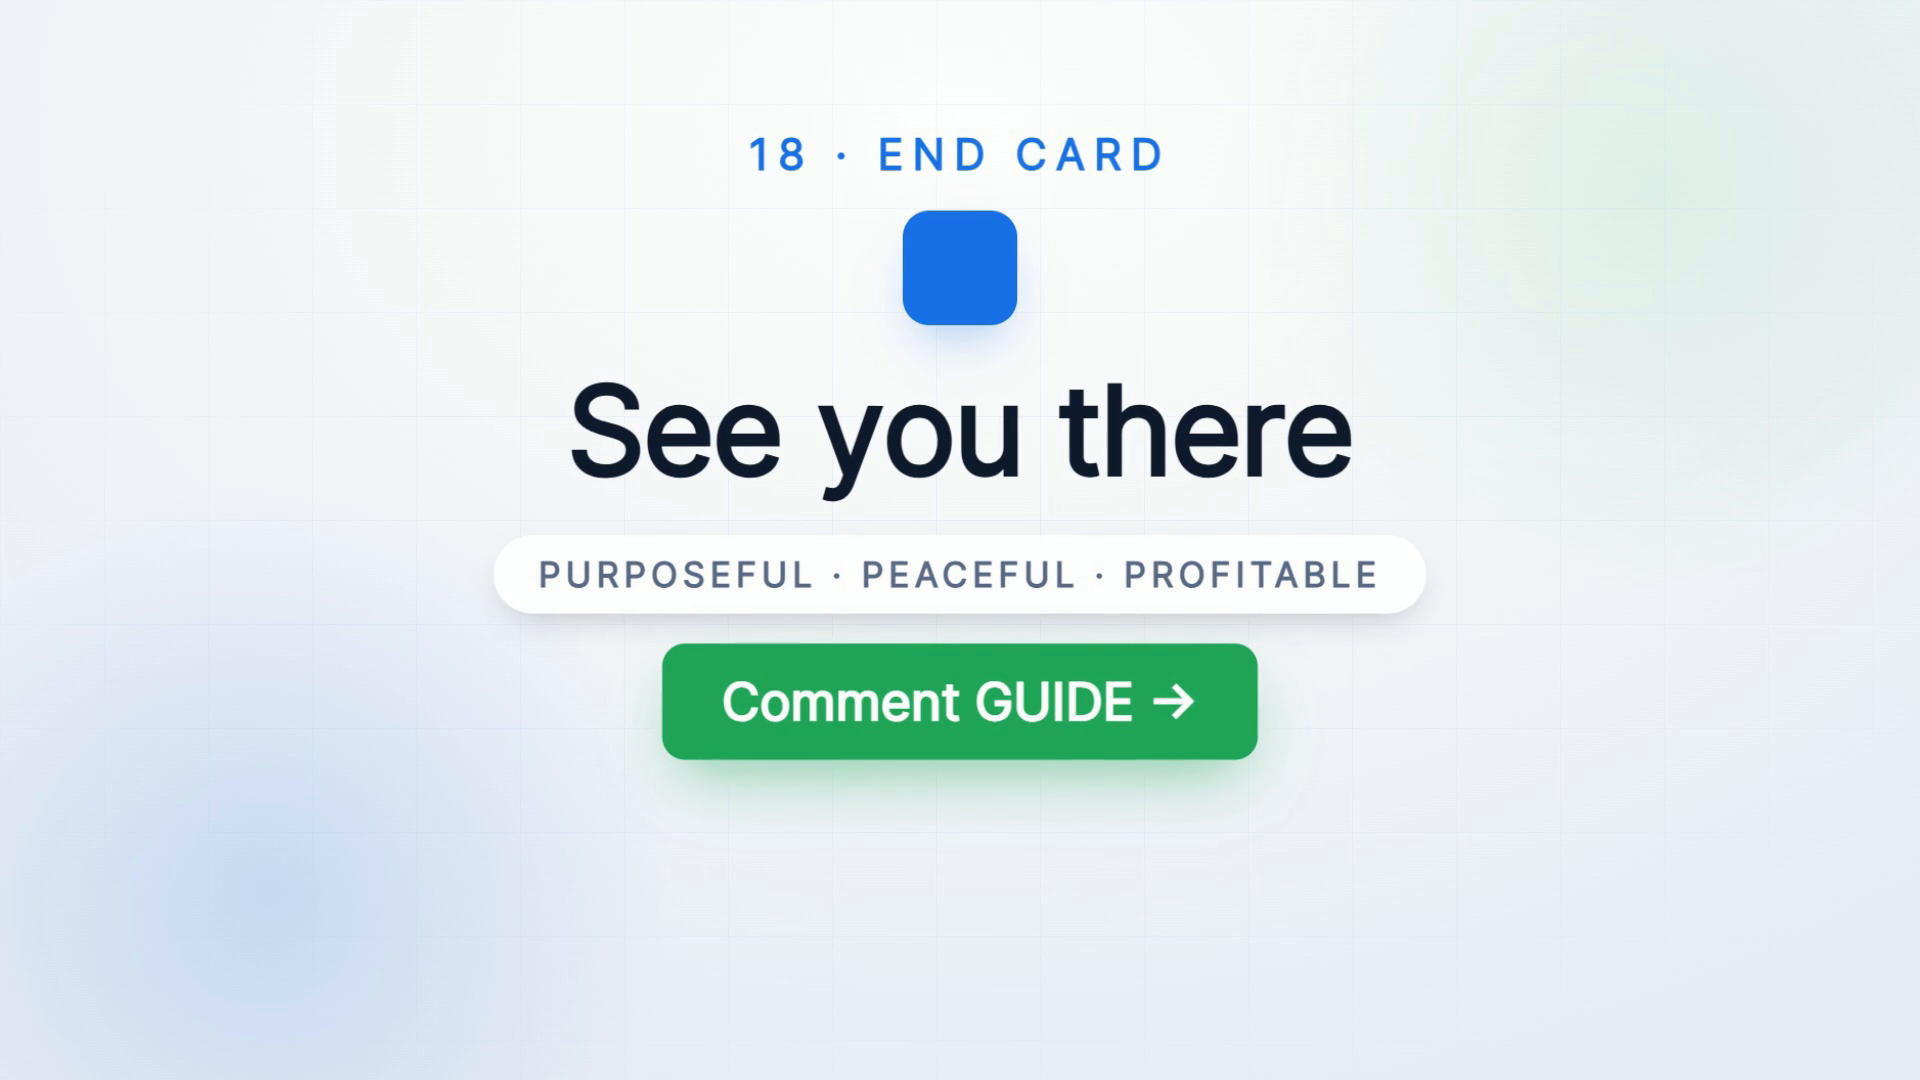 18 · END CARD
See you there
PURPOSEFUL · PEACEFUL · PROFITABLE
Comment GUIDE →